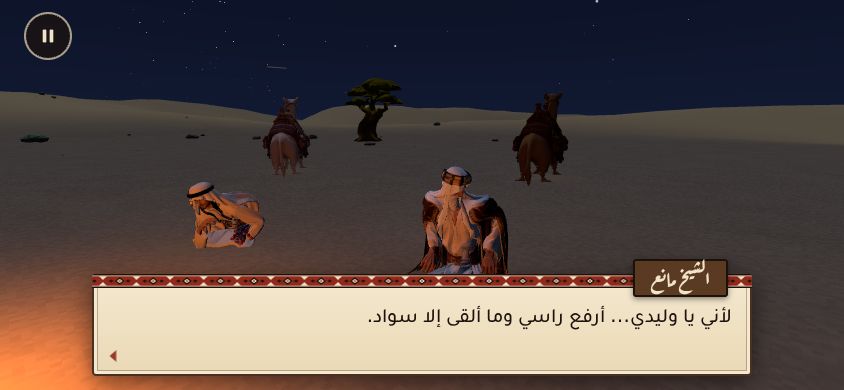 الشيخ مانع
لأني يا وليدي... أرفع راسي وما ألقى إلا سواد.